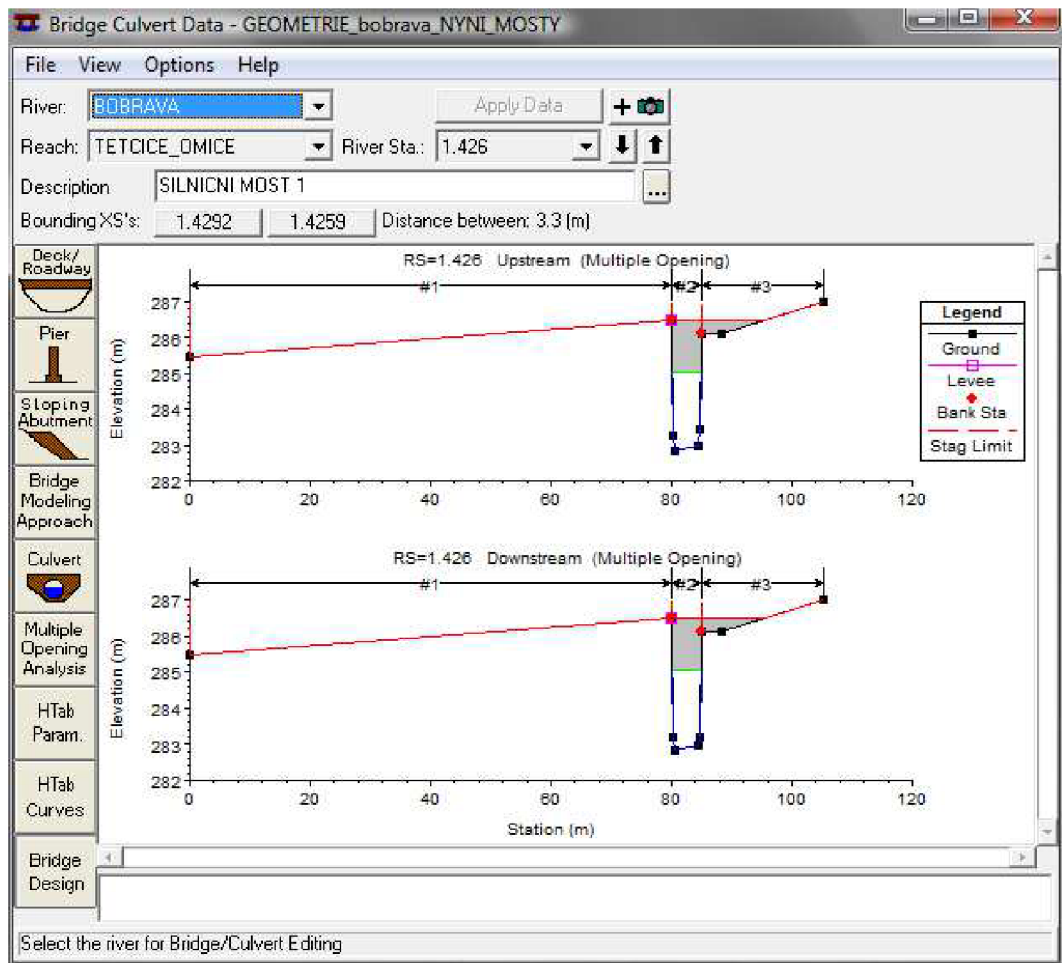 Bridge Culvert Data - GEOMETRIE_bobrava_NYNI_MOSTY
File View Options Help
River: BOBRAVA Apply Data +
Reach: TETCICE_OMICE River Sta.: 1.426
Description SILNICNI MOST 1 ...
Bounding XS's: 1.4292 1.4259 Distance between: 3.3 (m)
Deck/
Roadway
Pier
Sloping
Abutment
Bridge
Modeling
Approach
Culvert
Multiple
Opening
Analysis
HTab
Param.
HTab
Curves
Bridge
Design
RS=1.426 Upstream (Multiple Opening)
#1 #2 #3
287
286
285
284
283
282
Elevation (m)
0 20 40 60 80 100 120
Legend
Ground
Levee
Bank Sta
Stag Limit
RS=1.426 Downstream (Multiple Opening)
#1 #2 #3
287
286
285
284
283
282
Elevation (m)
0 20 40 60 80 100 120
Station (m)
Select the river for Bridge/Culvert Editing